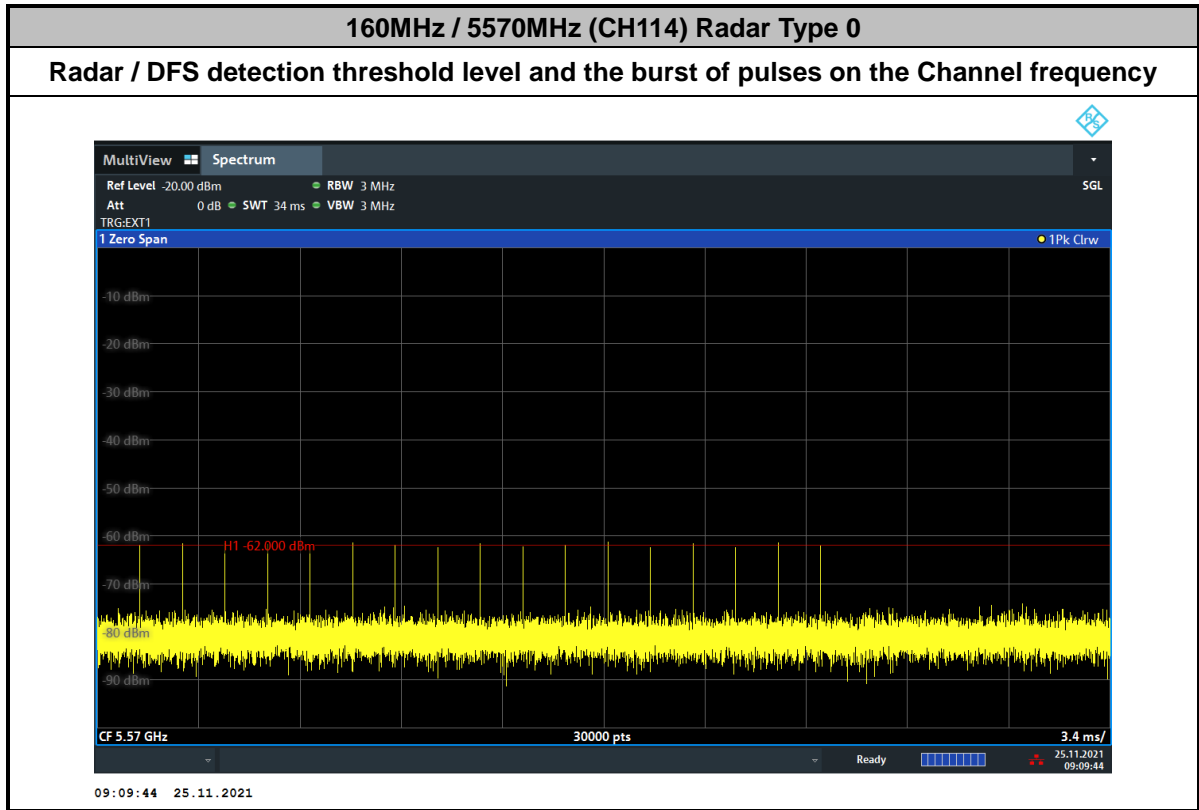 160MHz / 5570MHz (CH114) Radar Type 0
Radar / DFS detection threshold level and the burst of pulses on the Channel frequency
R&S
MultiView Spectrum
Ref Level -20.00 dBm RBW 3 MHz SGL
Att 0 dB SWT 34 ms VBW 3 MHz
TRG:EXT1
1 Zero Span 1Pk Clrw
-10 dBm
-20 dBm
-30 dBm
-40 dBm
-50 dBm
-60 dBm
H1 -62.000 dBm
-70 dBm
-80 dBm
-90 dBm
CF 5.57 GHz 30000 pts 3.4 ms/
Ready 25.11.2021
09:09:44
09:09:44 25.11.2021